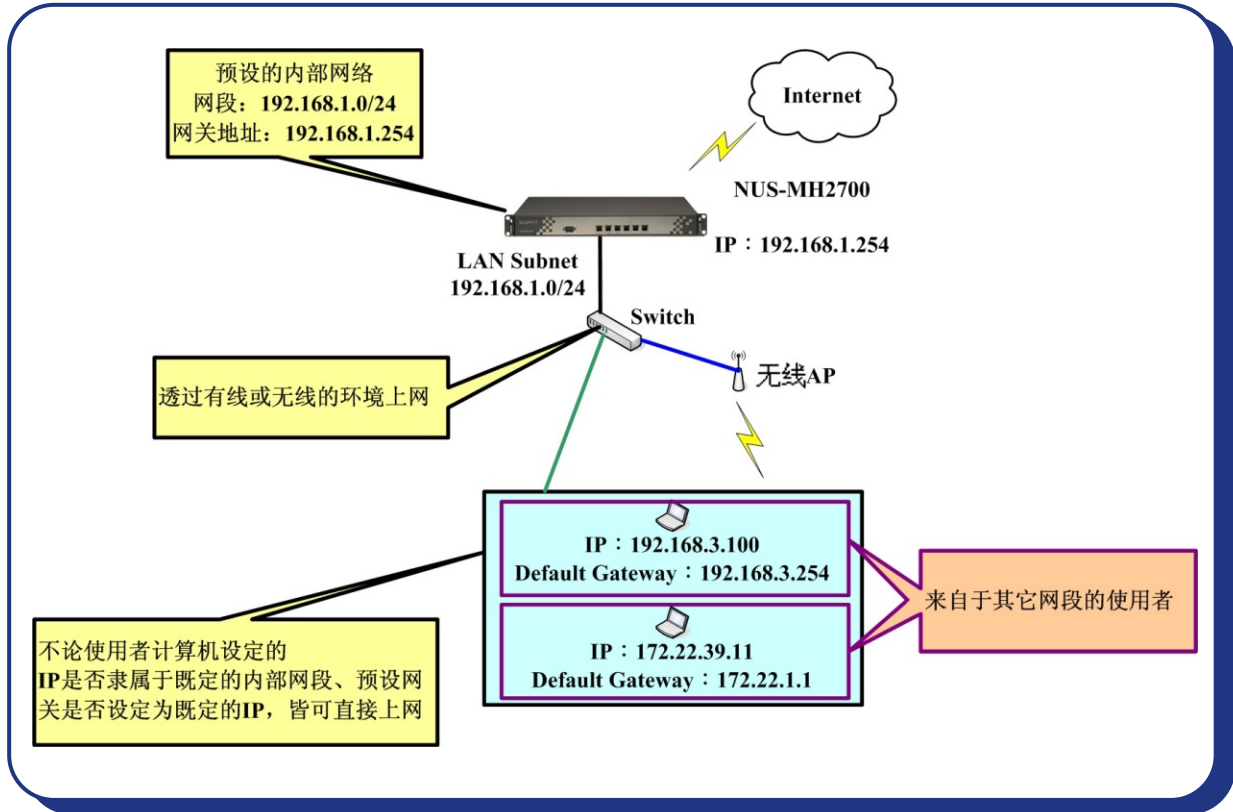 预设的内部网络
网段：192.168.1.0/24
网关地址：192.168.1.254
Internet
NUS-MH2700
IP：192.168.1.254
LAN Subnet
192.168.1.0/24
Switch
无线AP
透过有线或无线的环境上网
IP：192.168.3.100
Default Gateway：192.168.3.254
IP：172.22.39.11
Default Gateway：172.22.1.1
来自于其它网段的使用者
不论使用者计算机设定的
IP是否隶属于既定的内部网段、预设网
关是否设定为既定的IP，皆可直接上网